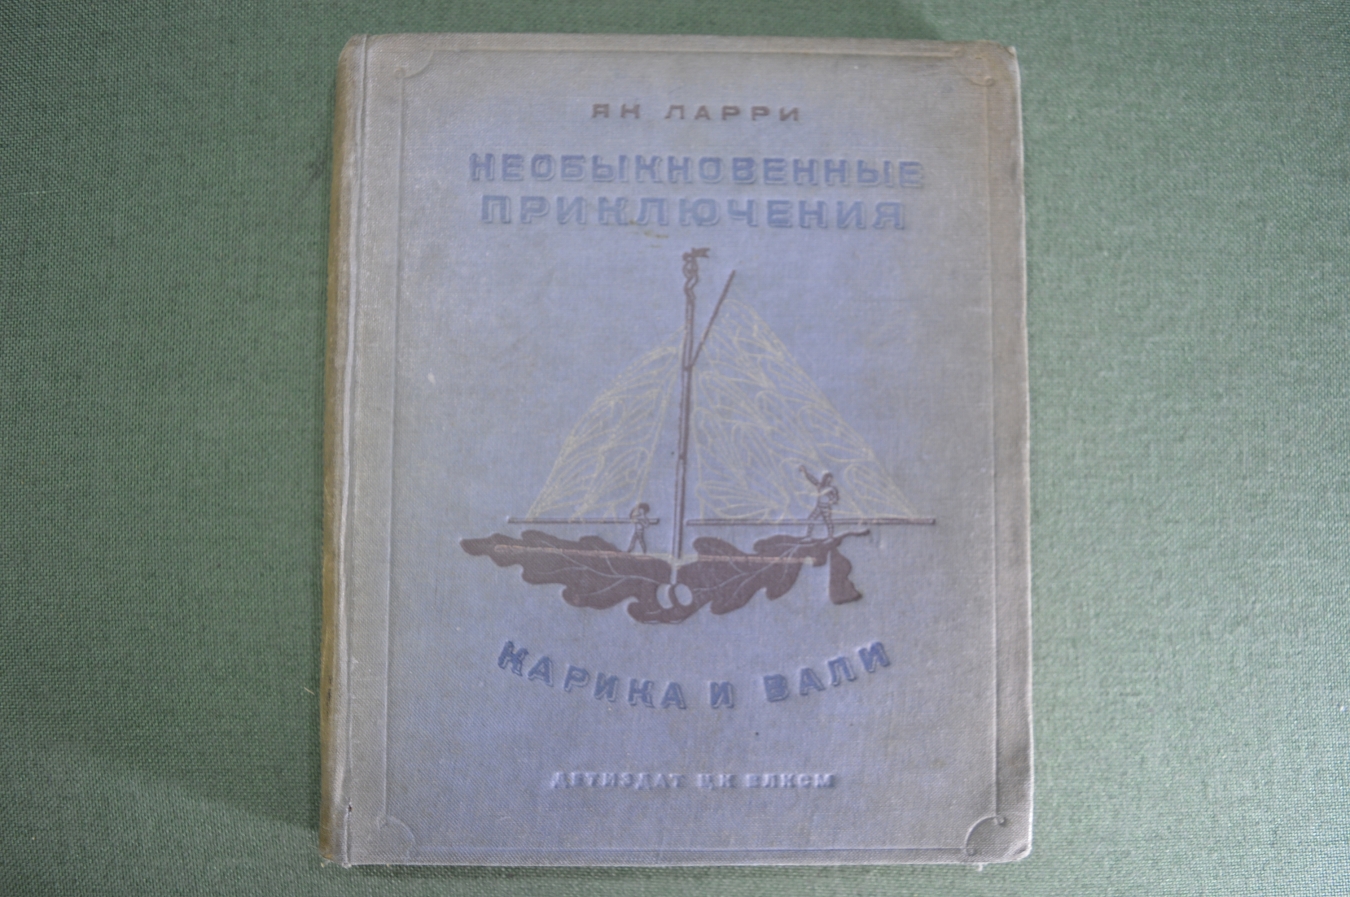 ЯН ЛАРРИ
НЕОБЫКНОВЕННЫЕ
ПРИКЛЮЧЕНИЯ
КАРИКА И ВАЛИ
ДЕТИЗДАТ ЦК ВЛКСМ